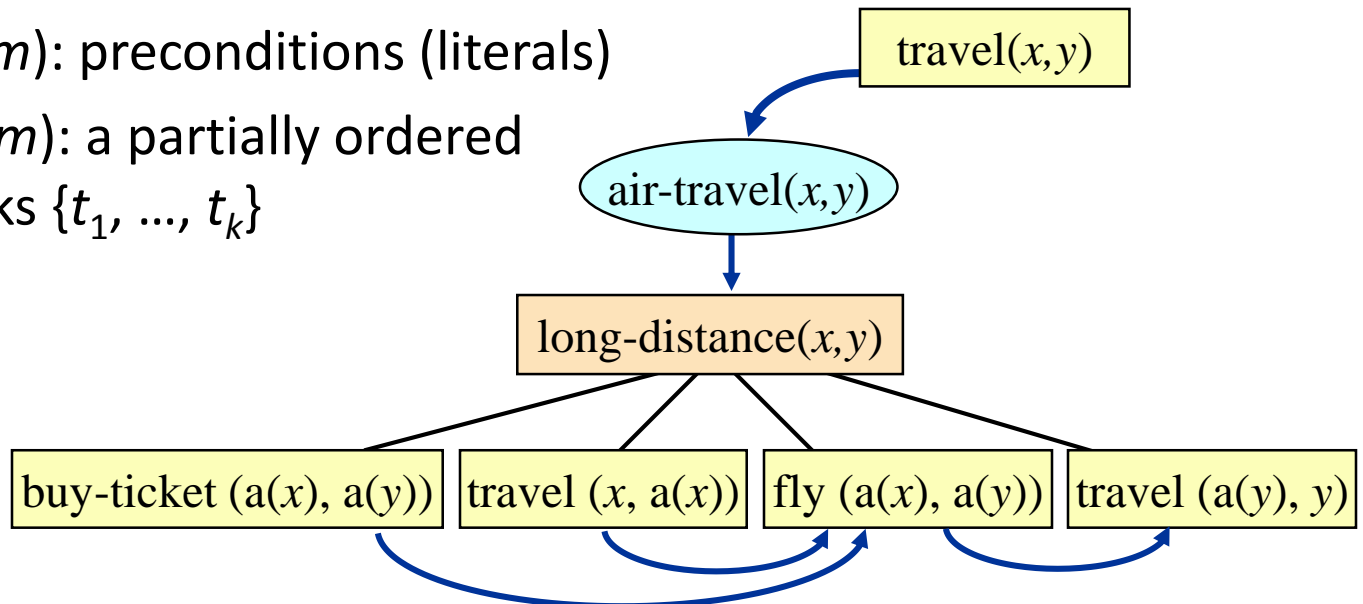 m): preconditions (literals)
m): a partially ordered
ks {t₁, …, tₖ}
travel(x,y)
air-travel(x,y)
long-distance(x,y)
buy-ticket (a(x), a(y))
travel (x, a(x))
fly (a(x), a(y))
travel (a(y), y)